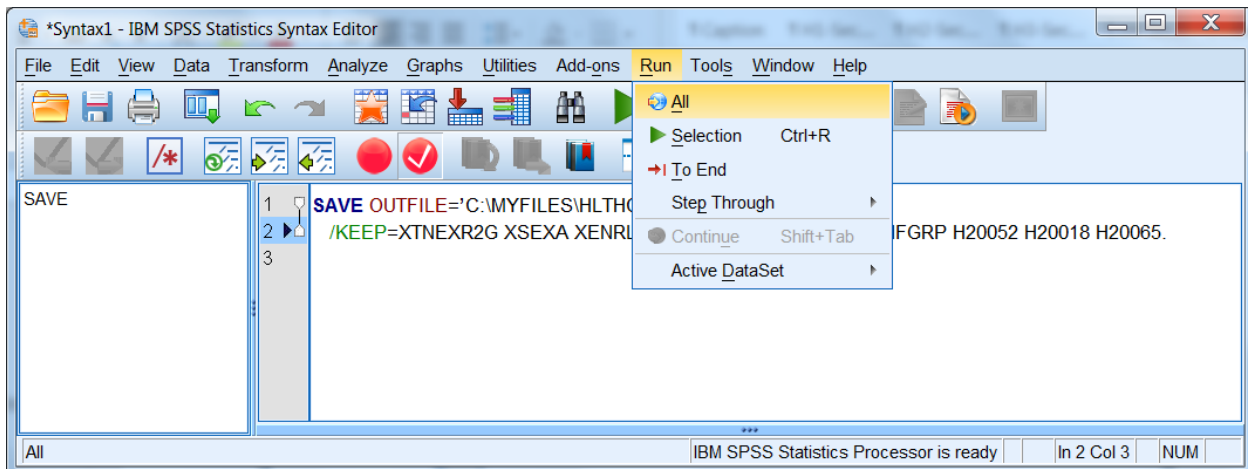 *Syntax1 - IBM SPSS Statistics Syntax Editor
File Edit View Data Transform Analyze Graphs Utilities Add-ons Run Tools Window Help
All
Selection Ctrl+R
To End
Step Through
Continue Shift+Tab
Active DataSet
SAVE
1 SAVE OUTFILE='C:\MYFILES\HLTH
2 /KEEP=XTNEXR2G XSEXA XENRL FGRP H20052 H20018 H20065.
3
All IBM SPSS Statistics Processor is ready In 2 Col 3 NUM